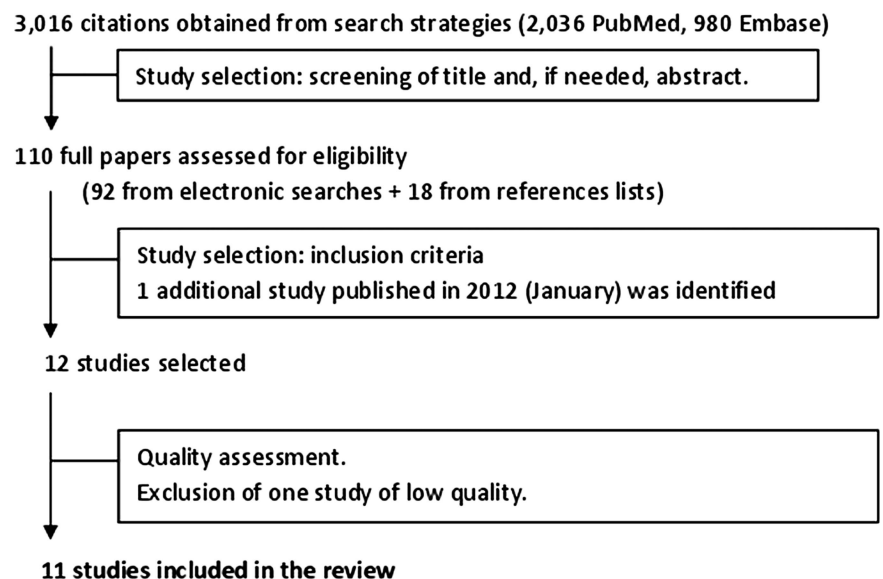 3,016 citations obtained from search strategies (2,036 PubMed, 980 Embase)
Study selection: screening of title and, if needed, abstract.
110 full papers assessed for eligibility
(92 from electronic searches + 18 from references lists)
Study selection: inclusion criteria
1 additional study published in 2012 (January) was identified
12 studies selected
Quality assessment.
Exclusion of one study of low quality.
11 studies included in the review